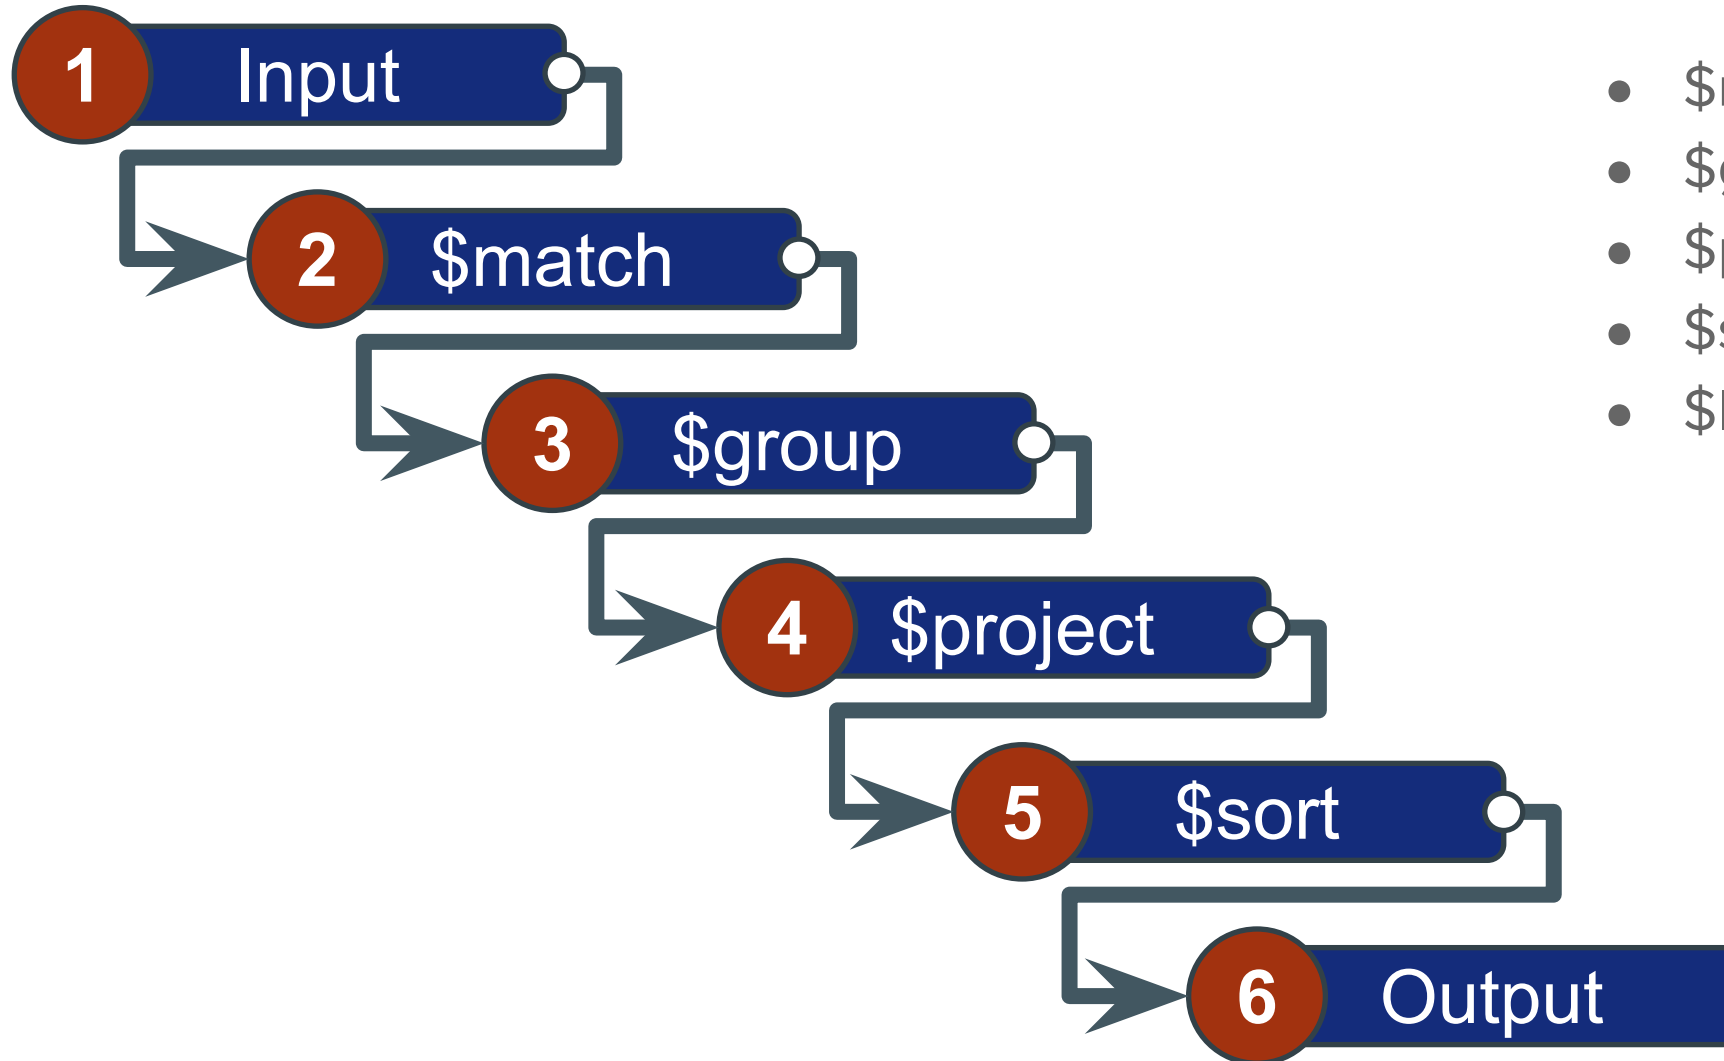 1 Input
2 $match
3 $group
4 $project
5 $sort
6 Output